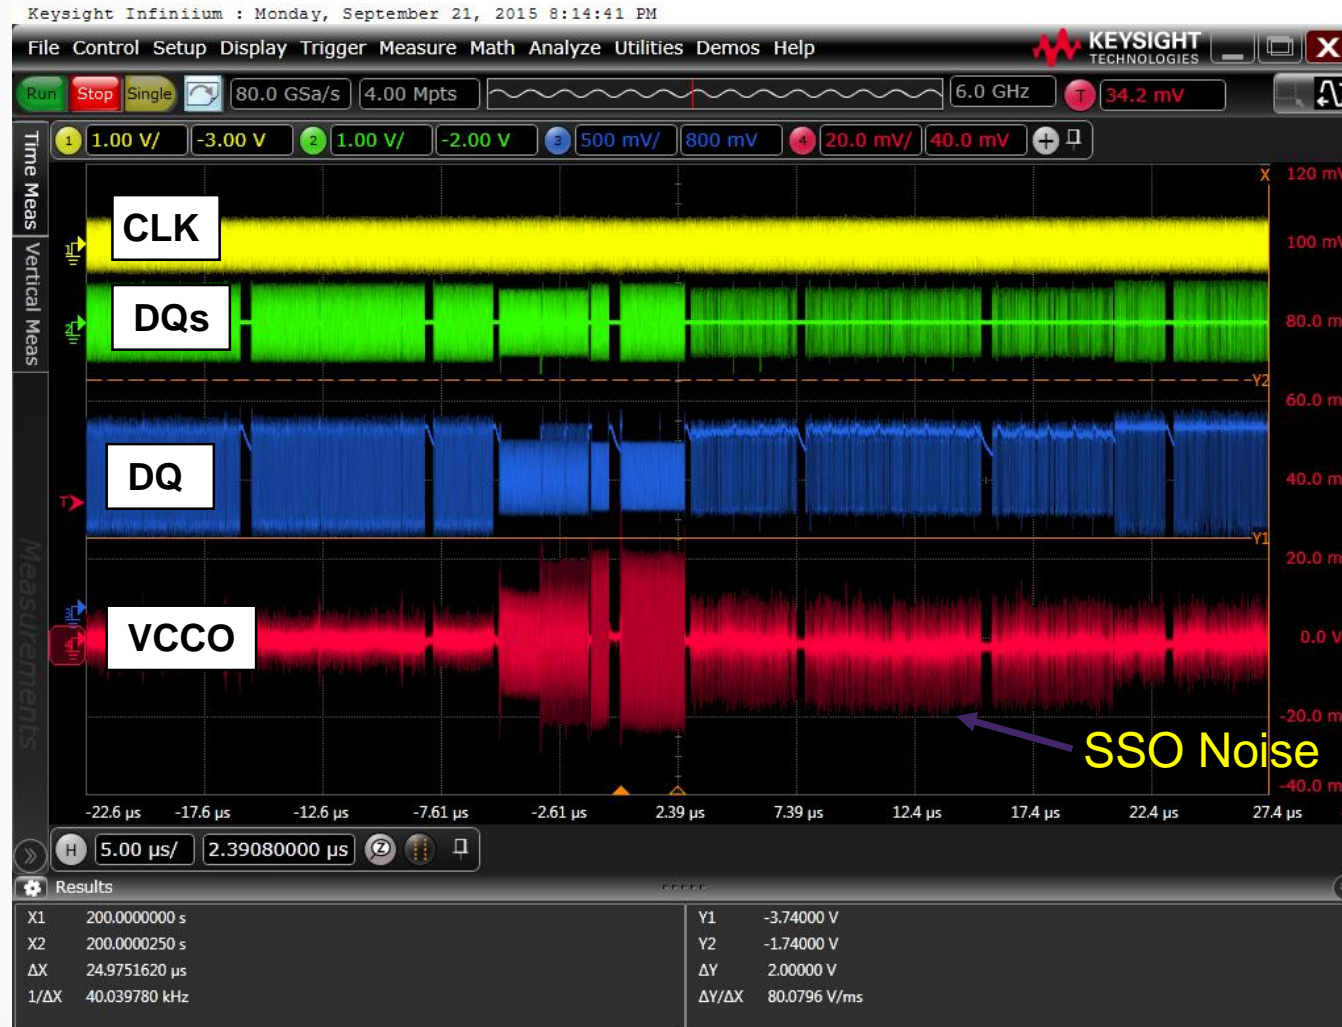 Keysight Infiniium : Monday, September 21, 2015 8:14:41 PM
File Control Setup Display Trigger Measure Math Analyze Utilities Demos Help
KEYSIGHT
TECHNOLOGIES
Run Stop Single 80.0 GSa/s 4.00 Mpts 6.0 GHz T 34.2 mV
1 1.00 V/ -3.00 V 2 1.00 V/ -2.00 V 3 500 mV/ 800 mV 4 20.0 mV/ 40.0 mV
Time Meas
Vertical Meas
Measurements
X 120 mV
CLK
100 mV
DQs
80.0 m
Y2
60.0 m
DQ
40.0 m
T
Y1
20.0 m
VCCO
0.0 V
-20.0 m
SSO Noise
-40.0 m
-22.6 µs -17.6 µs -12.6 µs -7.61 µs -2.61 µs 2.39 µs 7.39 µs 12.4 µs 17.4 µs 22.4 µs 27.4 µs
H 5.00 µs/ 2.39080000 µs
Results
X1 200.0000000 s Y1 -3.74000 V
X2 200.0000250 s Y2 -1.74000 V
ΔX 24.9751620 µs ΔY 2.00000 V
1/ΔX 40.039780 kHz ΔY/ΔX 80.0796 V/ms